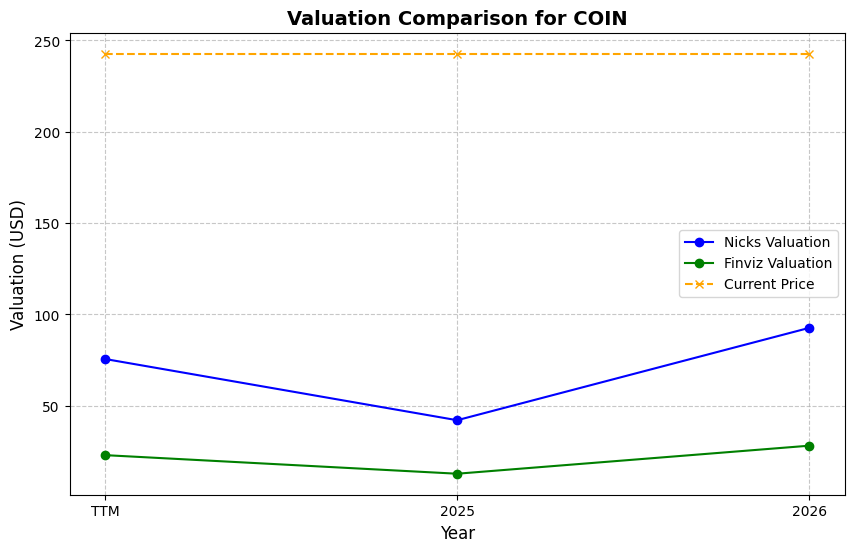 Valuation Comparison for COIN
250
200
150
100
50
Valuation (USD)
Nicks Valuation
Finviz Valuation
Current Price
TTM
2025
2026
Year